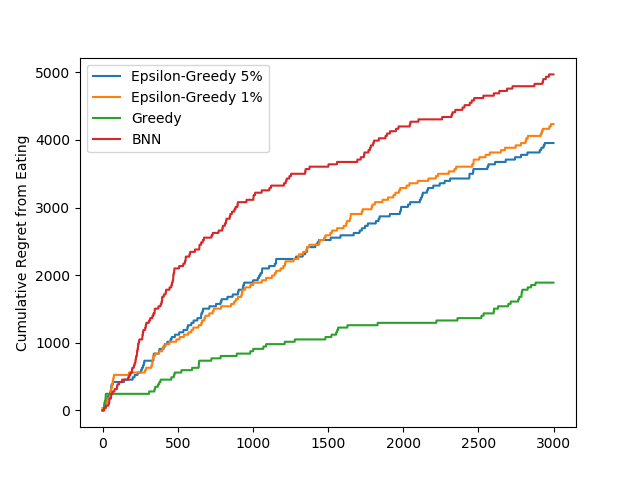 Epsilon-Greedy 5%
Epsilon-Greedy 1%
Greedy
BNN
Cumulative Regret from Eating
5000
4000
3000
2000
1000
0
0 500 1000 1500 2000 2500 3000